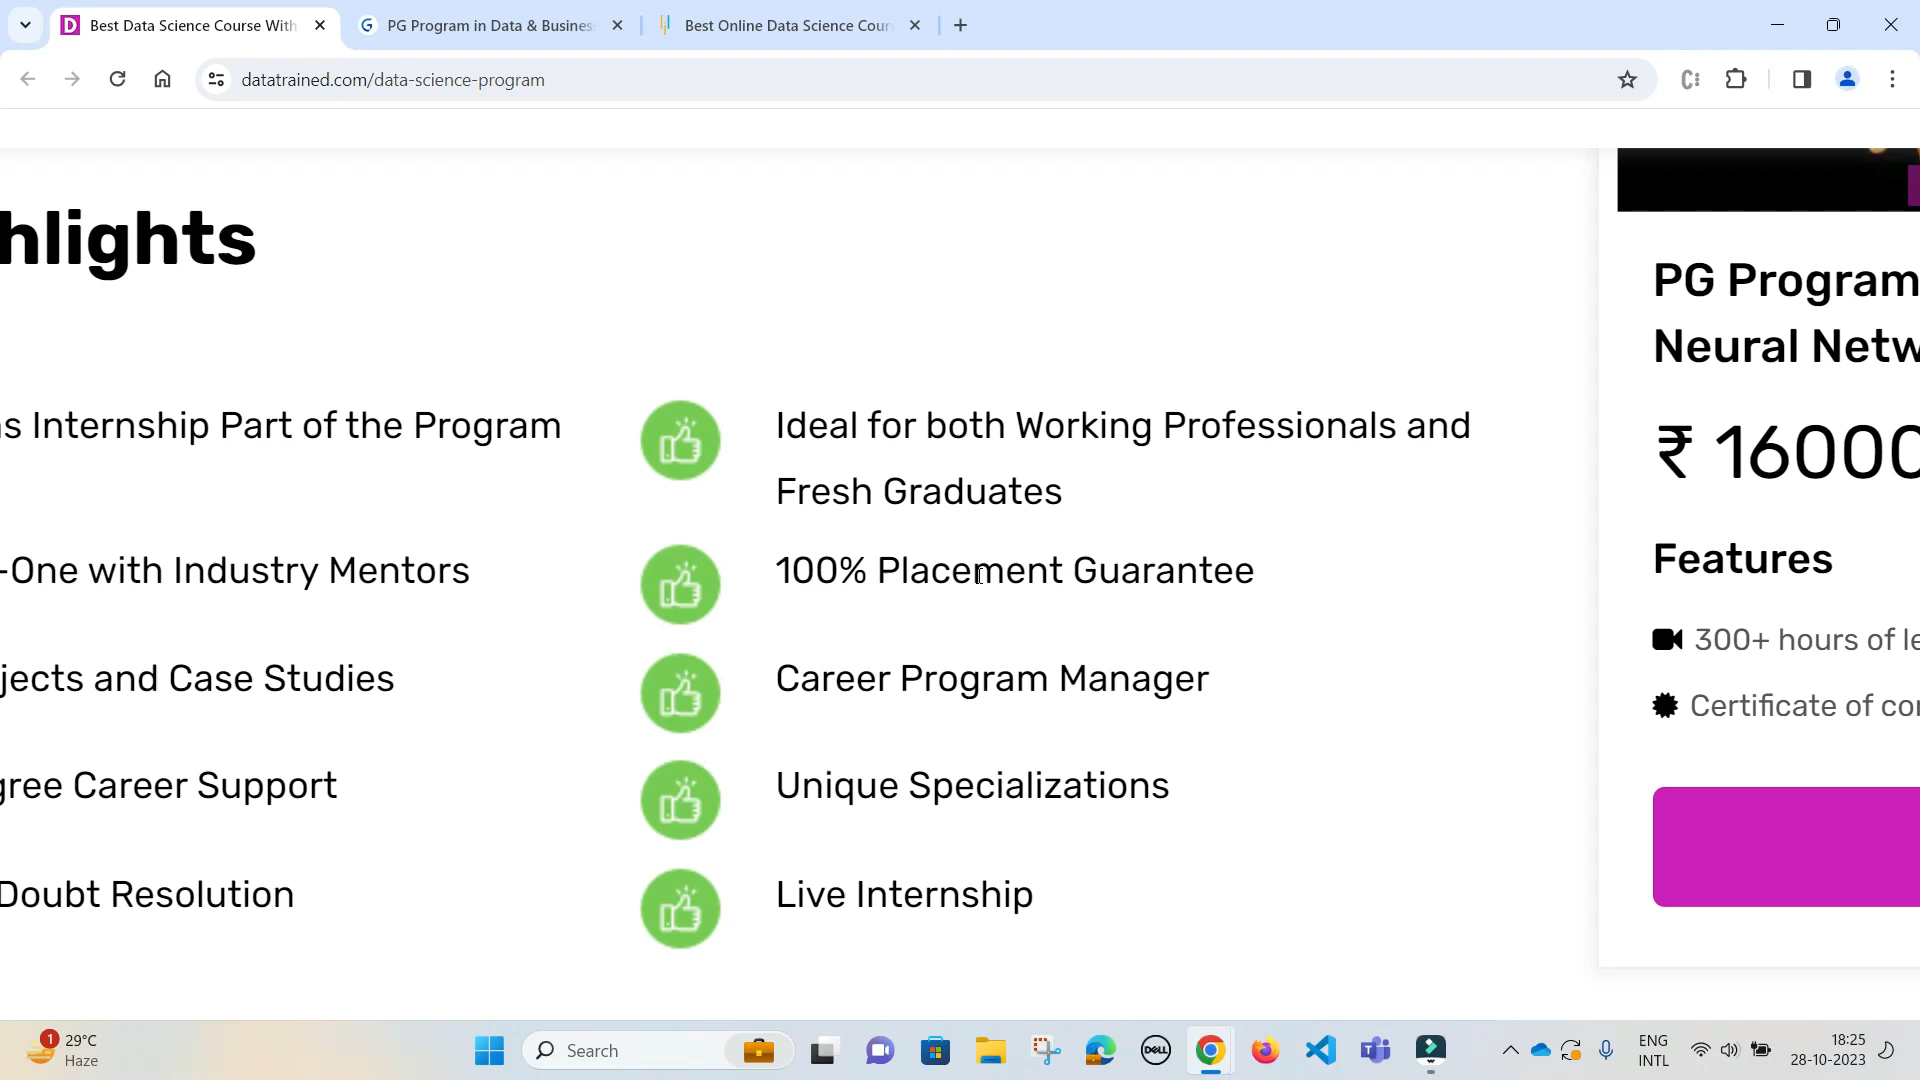 Best Data Science Course With
PG Program in Data & Busines
Best Online Data Science Cour
datatrained.com/data-science-program
hlights
PG Program
Neural Netw
₹ 16000
Features
300+ hours of le
Certificate of cor
s Internship Part of the Program
Ideal for both Working Professionals and
Fresh Graduates
-One with Industry Mentors
100% Placement Guarantee
jects and Case Studies
Career Program Manager
gree Career Support
Unique Specializations
Doubt Resolution
Live Internship
1
29°C
Haze
Search
DELL
ENG
INTL
18:25
28-10-2023